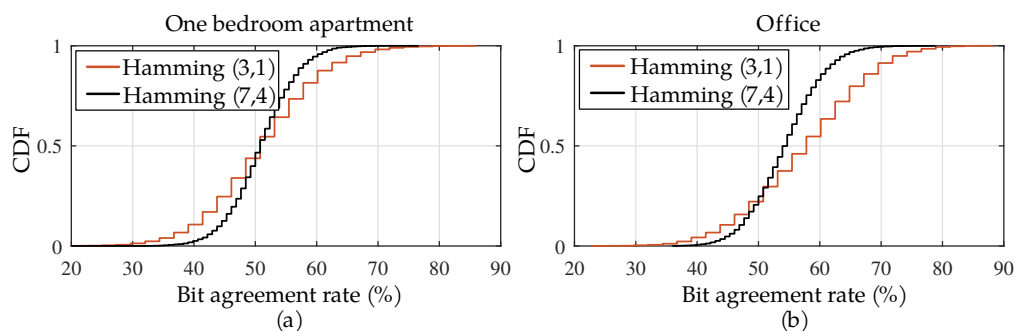 One bedroom apartment
1
Hamming (3,1)
Hamming (7,4)
0.5
CDF
0
20 30 40 50 60 70 80 90
Bit agreement rate (%)
(a)
Office
1
Hamming (3,1)
Hamming (7,4)
0.5
CDF
0
20 30 40 50 60 70 80 90
Bit agreement rate (%)
(b)